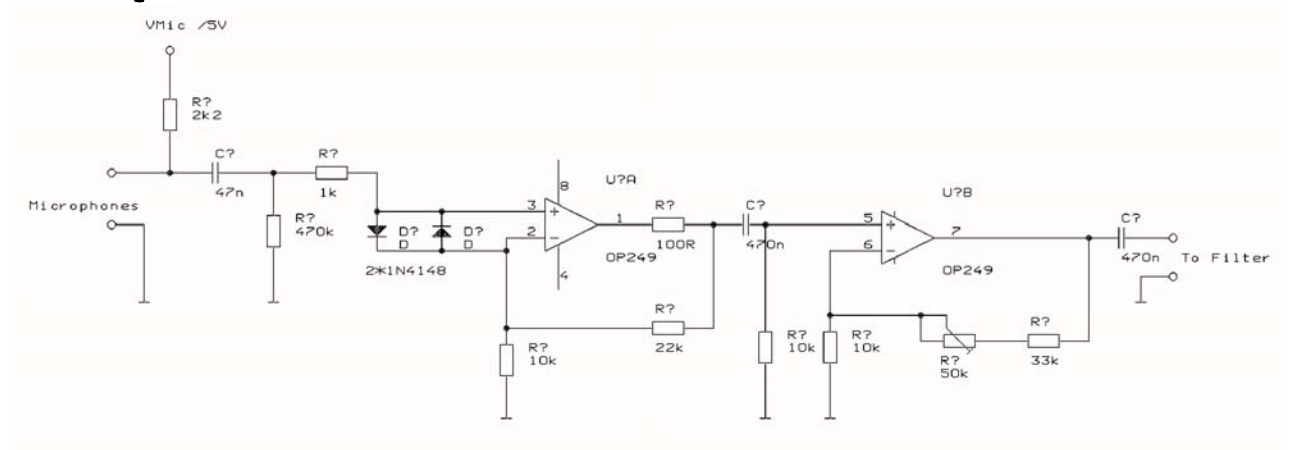 VMic /5V
R?
2k2
C?
47n
R?
1k
Microphones
R?
470k
D?
D
D?
D
2*1N4148
8
3
+
2
-
1
4
U?A
OP249
R?
100R
C?
470n
R?
22k
R?
10k
R?
10k
R?
10k
5
+
6
-
7
U?B
OP249
R?
50k
R?
33k
C?
470n
To Filter